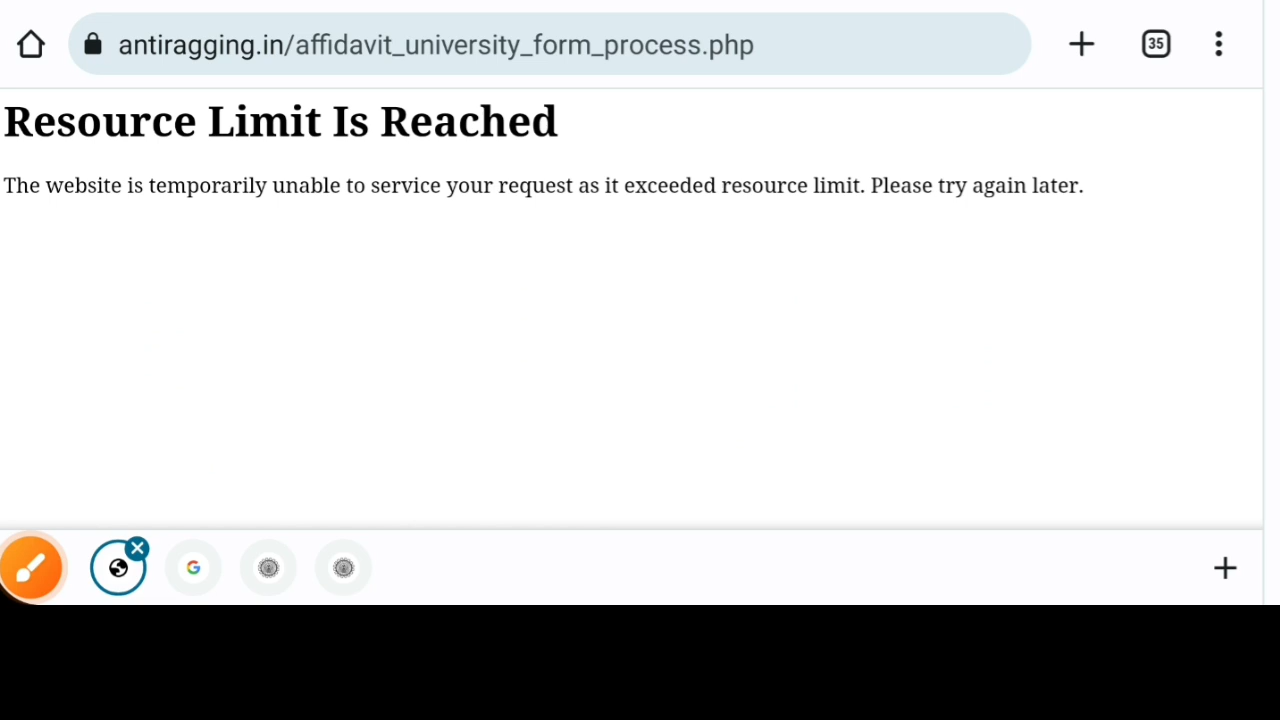 antiragging.in/affidavit_university_form_process.php
35
Resource Limit Is Reached
The website is temporarily unable to service your request as it exceeded resource limit. Please try again later.
G